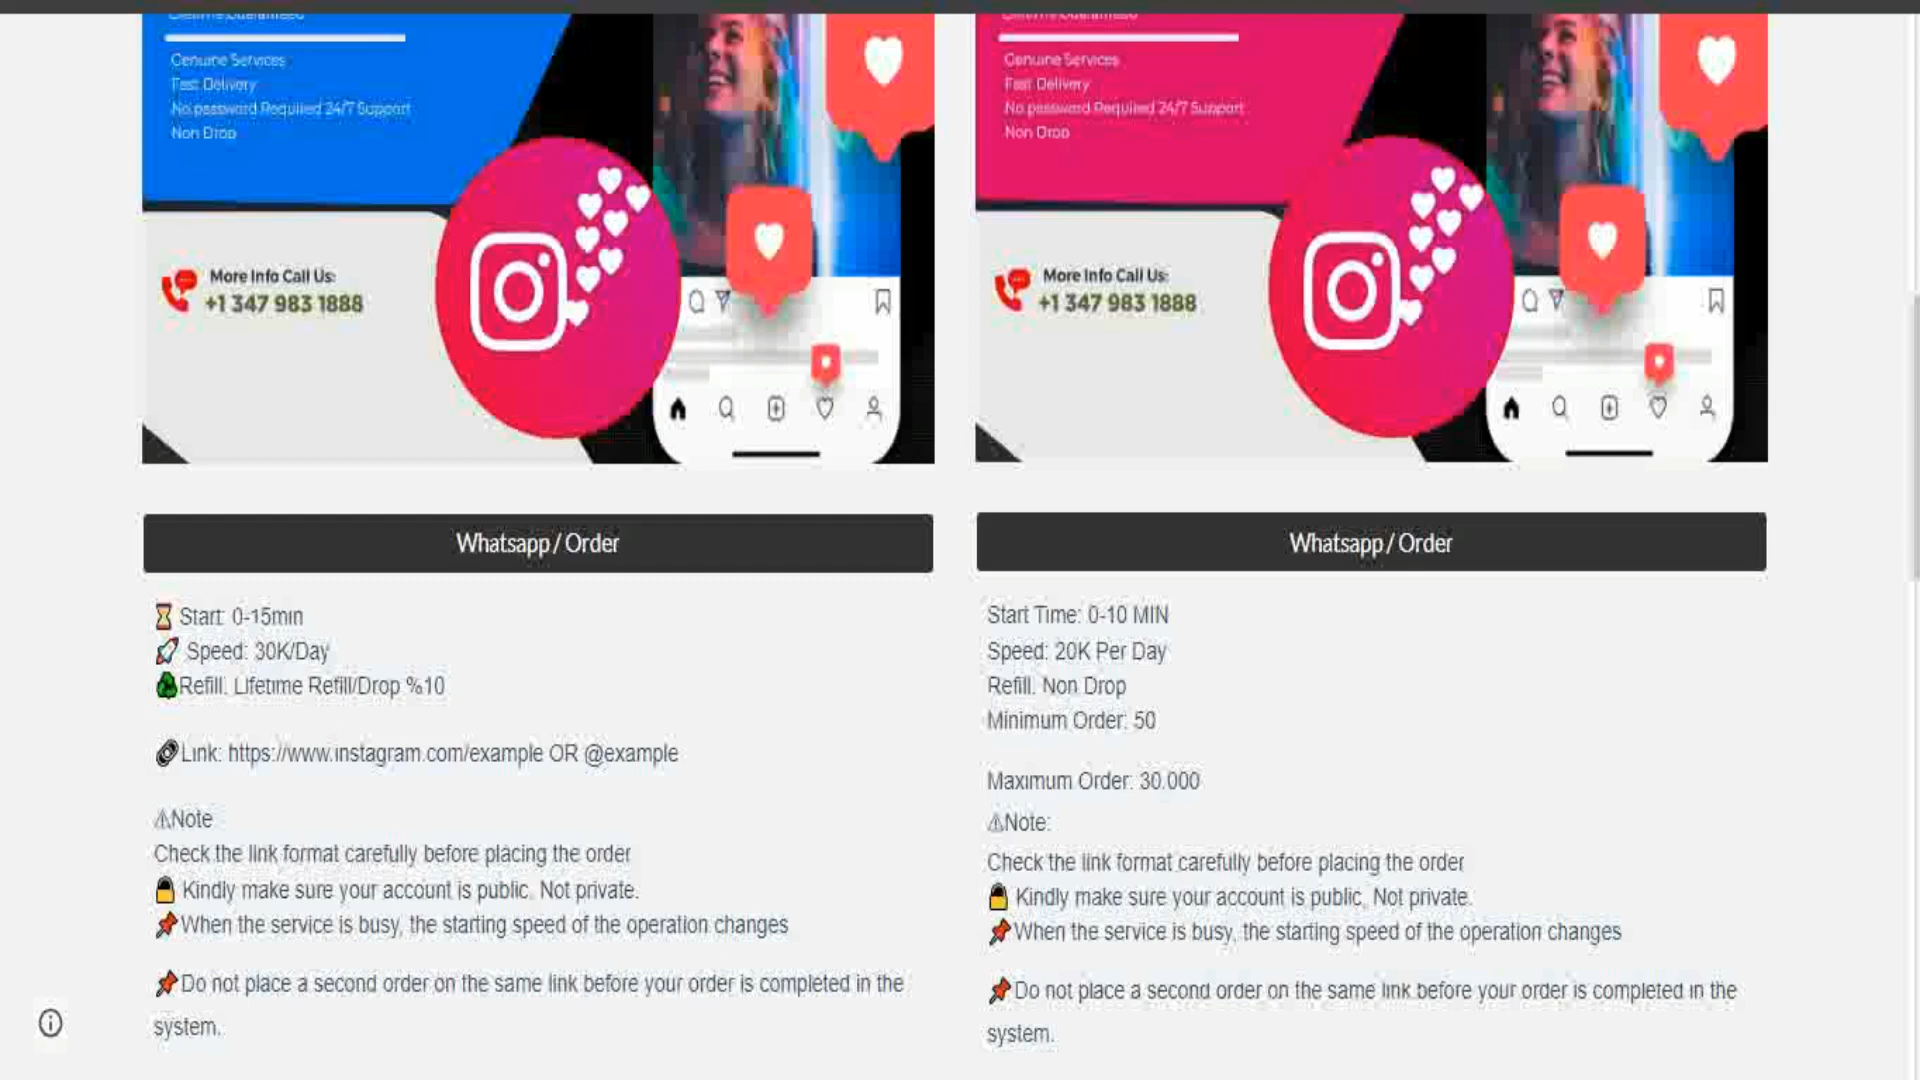 Genuine Services
Fast Delivery
No password Required 24/7 Support
Non Drop
More Info Call Us:
+1 347 983 1888
Whatsapp / Order
⏳ Start: 0-15min
🚀 Speed: 30K/Day
♻Refill: Lifetime Refill/Drop %10
🔗Link: https://www.instagram.com/example OR @example
⚠Note
Check the link format carefully before placing the order
🔒 Kindly make sure your account is public, Not private.
📌When the service is busy, the starting speed of the operation changes
📌Do not place a second order on the same link before your order is completed in the
system.
Genuine Services
Fast Delivery
No password Required 24/7 Support
Non Drop
More Info Call Us:
+1 347 983 1888
Whatsapp / Order
Start Time: 0-10 MIN
Speed: 20K Per Day
Refill: Non Drop
Minimum Order: 50
Maximum Order: 30.000
⚠Note:
Check the link format carefully before placing the order
🔒 Kindly make sure your account is public, Not private.
📌When the service is busy, the starting speed of the operation changes
📌Do not place a second order on the same link before your order is completed in the
system.